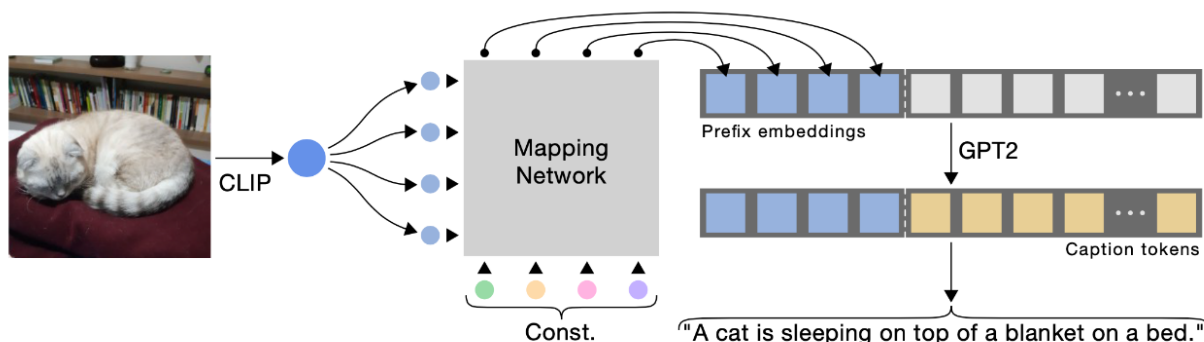 CLIP
Mapping
Network
Const.
Prefix embeddings
GPT2
Caption tokens
"A cat is sleeping on top of a blanket on a bed."